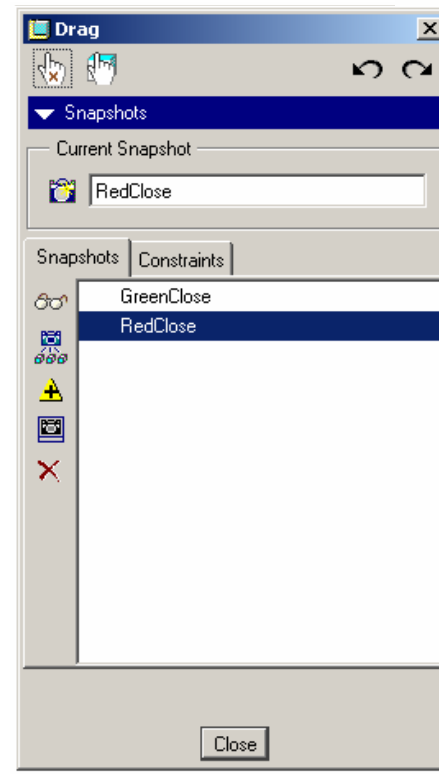 Drag
Snapshots
Current Snapshot
RedClose
Snapshots Constraints
GreenClose
RedClose
Close